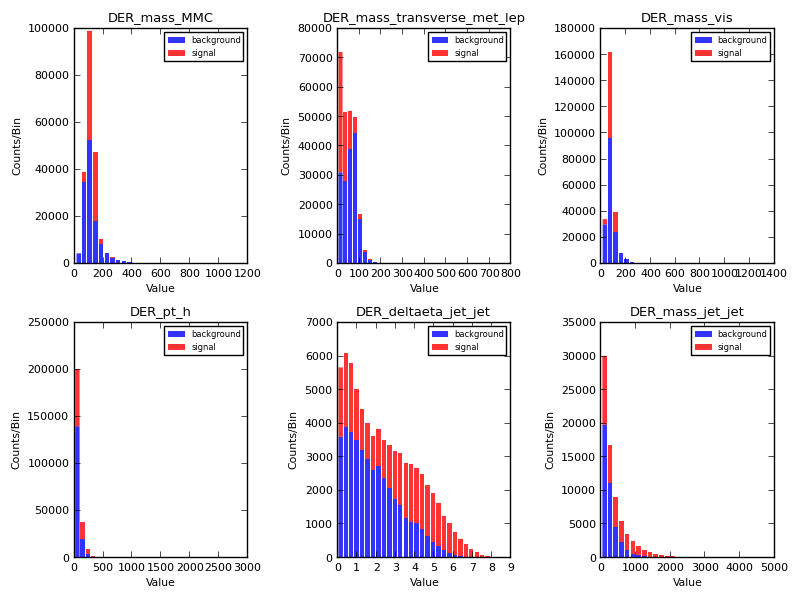 DER_mass_MMC
100000
80000
60000
40000
20000
0
Counts/Bin
background
signal
0 200 400 600 800 1000 1200
Value
DER_mass_transverse_met_lep
80000
70000
60000
50000
40000
30000
20000
10000
0
Counts/Bin
background
signal
0 100 200 300 400 500 600 700 800
Value
DER_mass_vis
180000
160000
140000
120000
100000
80000
60000
40000
20000
0
Counts/Bin
background
signal
0 200 400 600 800 1000 1200 1400
Value
DER_pt_h
250000
200000
150000
100000
50000
0
Counts/Bin
background
signal
0 500 1000 1500 2000 2500 3000
Value
DER_deltaeta_jet_jet
7000
6000
5000
4000
3000
2000
1000
0
Counts/Bin
background
signal
0 1 2 3 4 5 6 7 8 9
Value
DER_mass_jet_jet
35000
30000
25000
20000
15000
10000
5000
0
Counts/Bin
background
signal
0 1000 2000 3000 4000 5000
Value